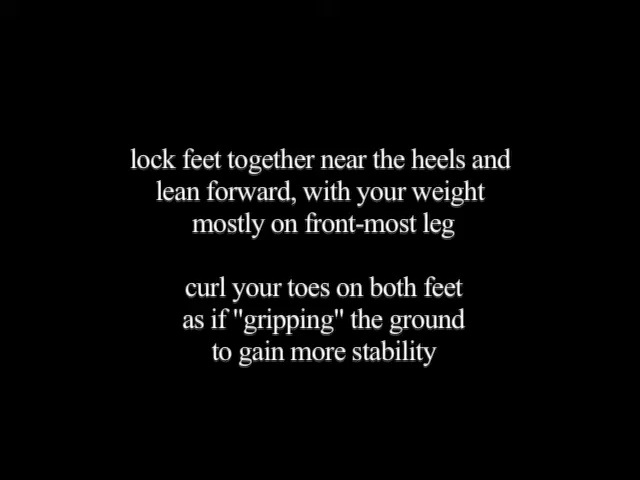 lock feet together near the heels and
lean forward, with your weight
mostly on front-most leg
curl your toes on both feet
as if "gripping" the ground
to gain more stability